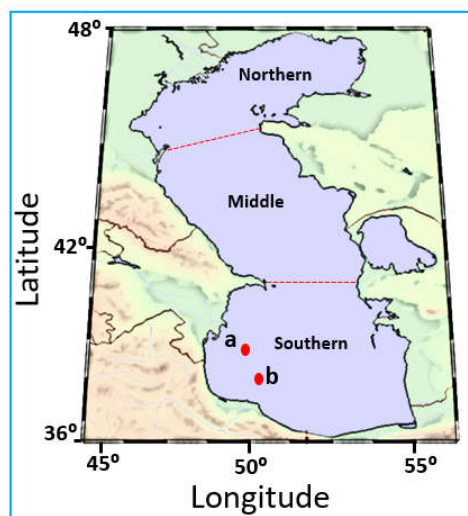 48°
Northern
Middle
42°
Latitude
a
Southern
b
36°
45°
50°
55°
Longitude